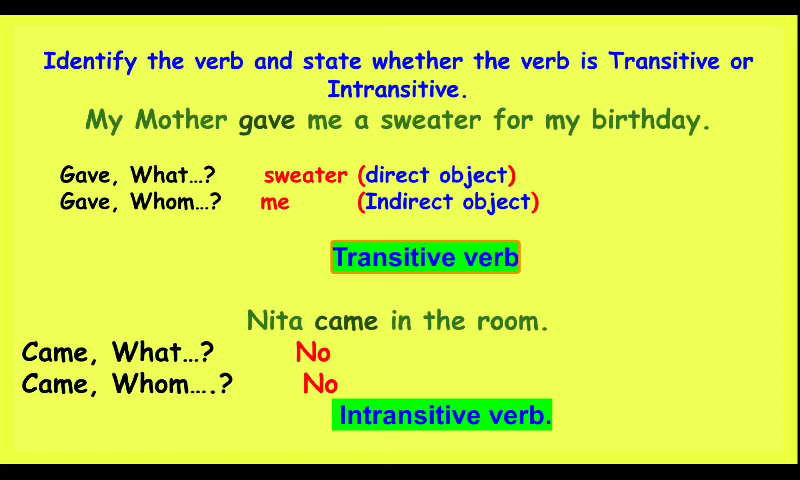 Identify the verb and state whether the verb is Transitive or
Intransitive.
My Mother gave me a sweater for my birthday.
Gave, What...? sweater (direct object)
Gave, Whom...? me (Indirect object)
Transitive verb
Nita came in the room.
Came, What...? No
Came, Whom....? No
Intransitive verb.